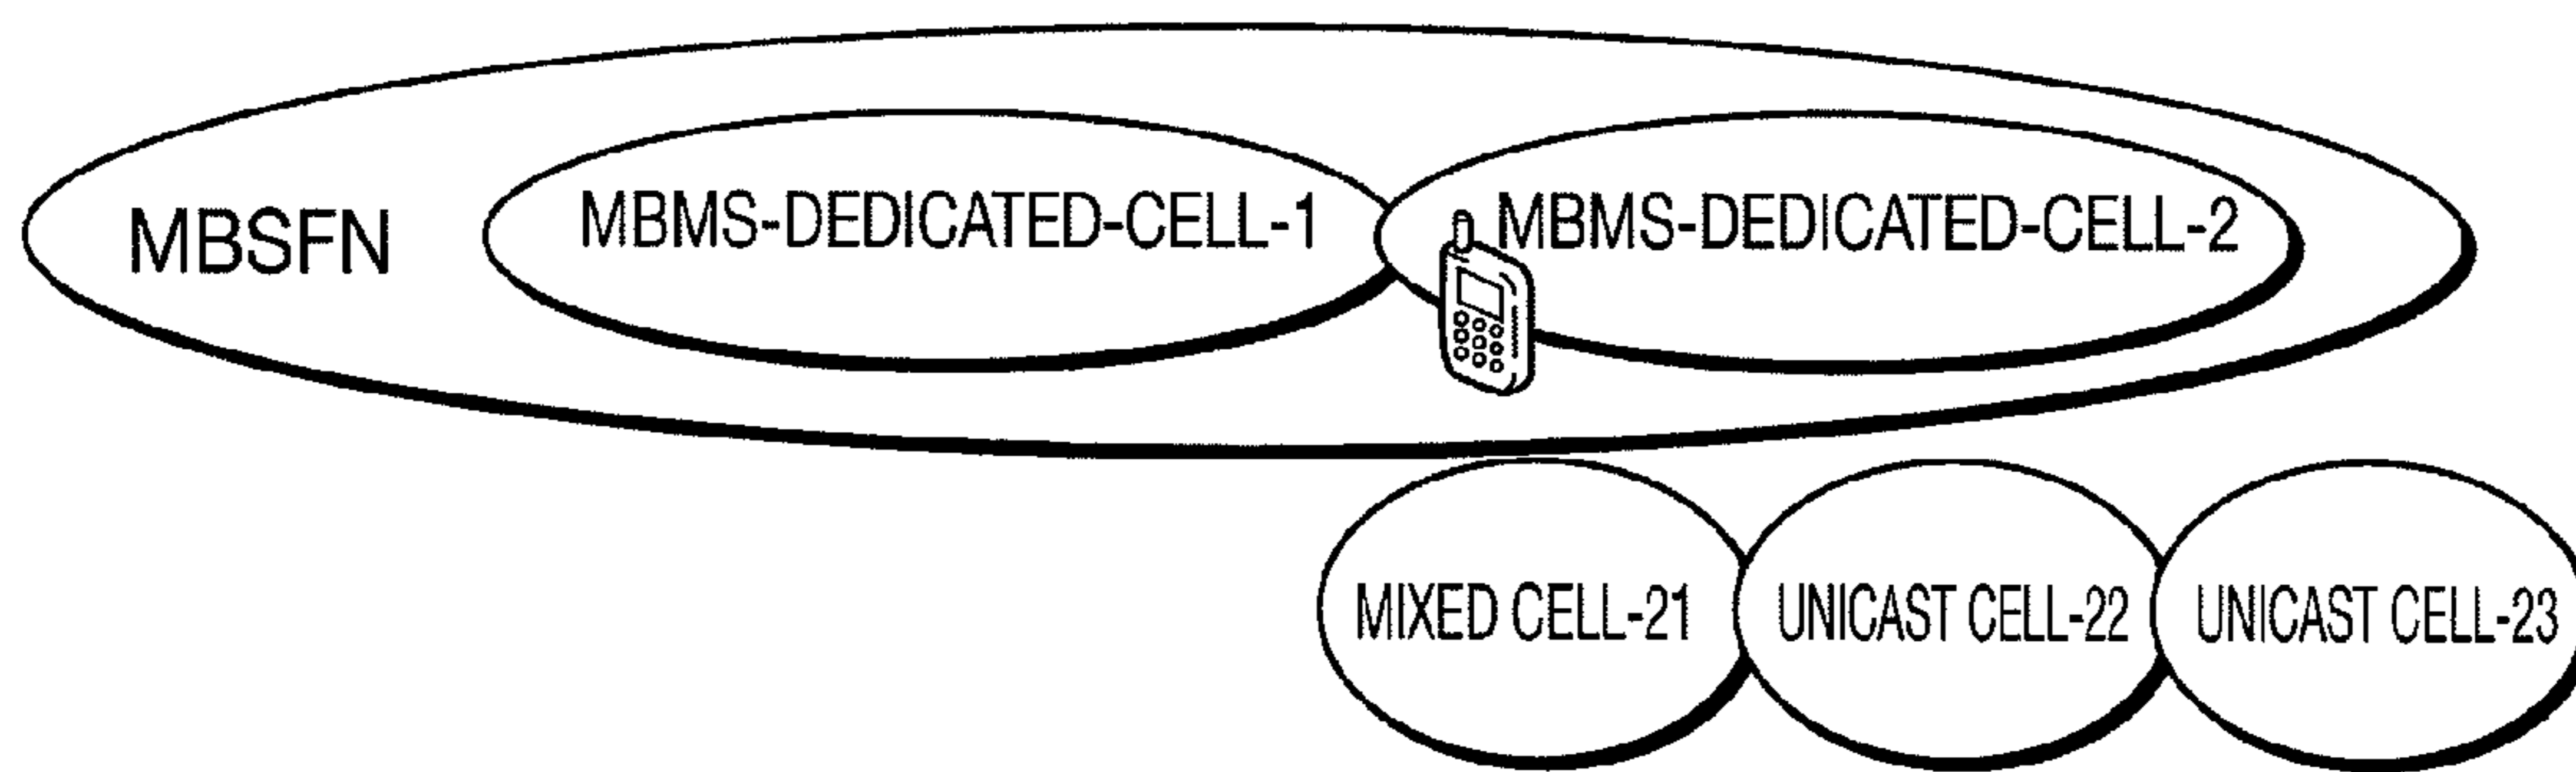 MBSFN
MBMS-DEDICATED-CELL-1
MBMS-DEDICATED-CELL-2
MIXED CELL-21
UNICAST CELL-22
UNICAST CELL-23